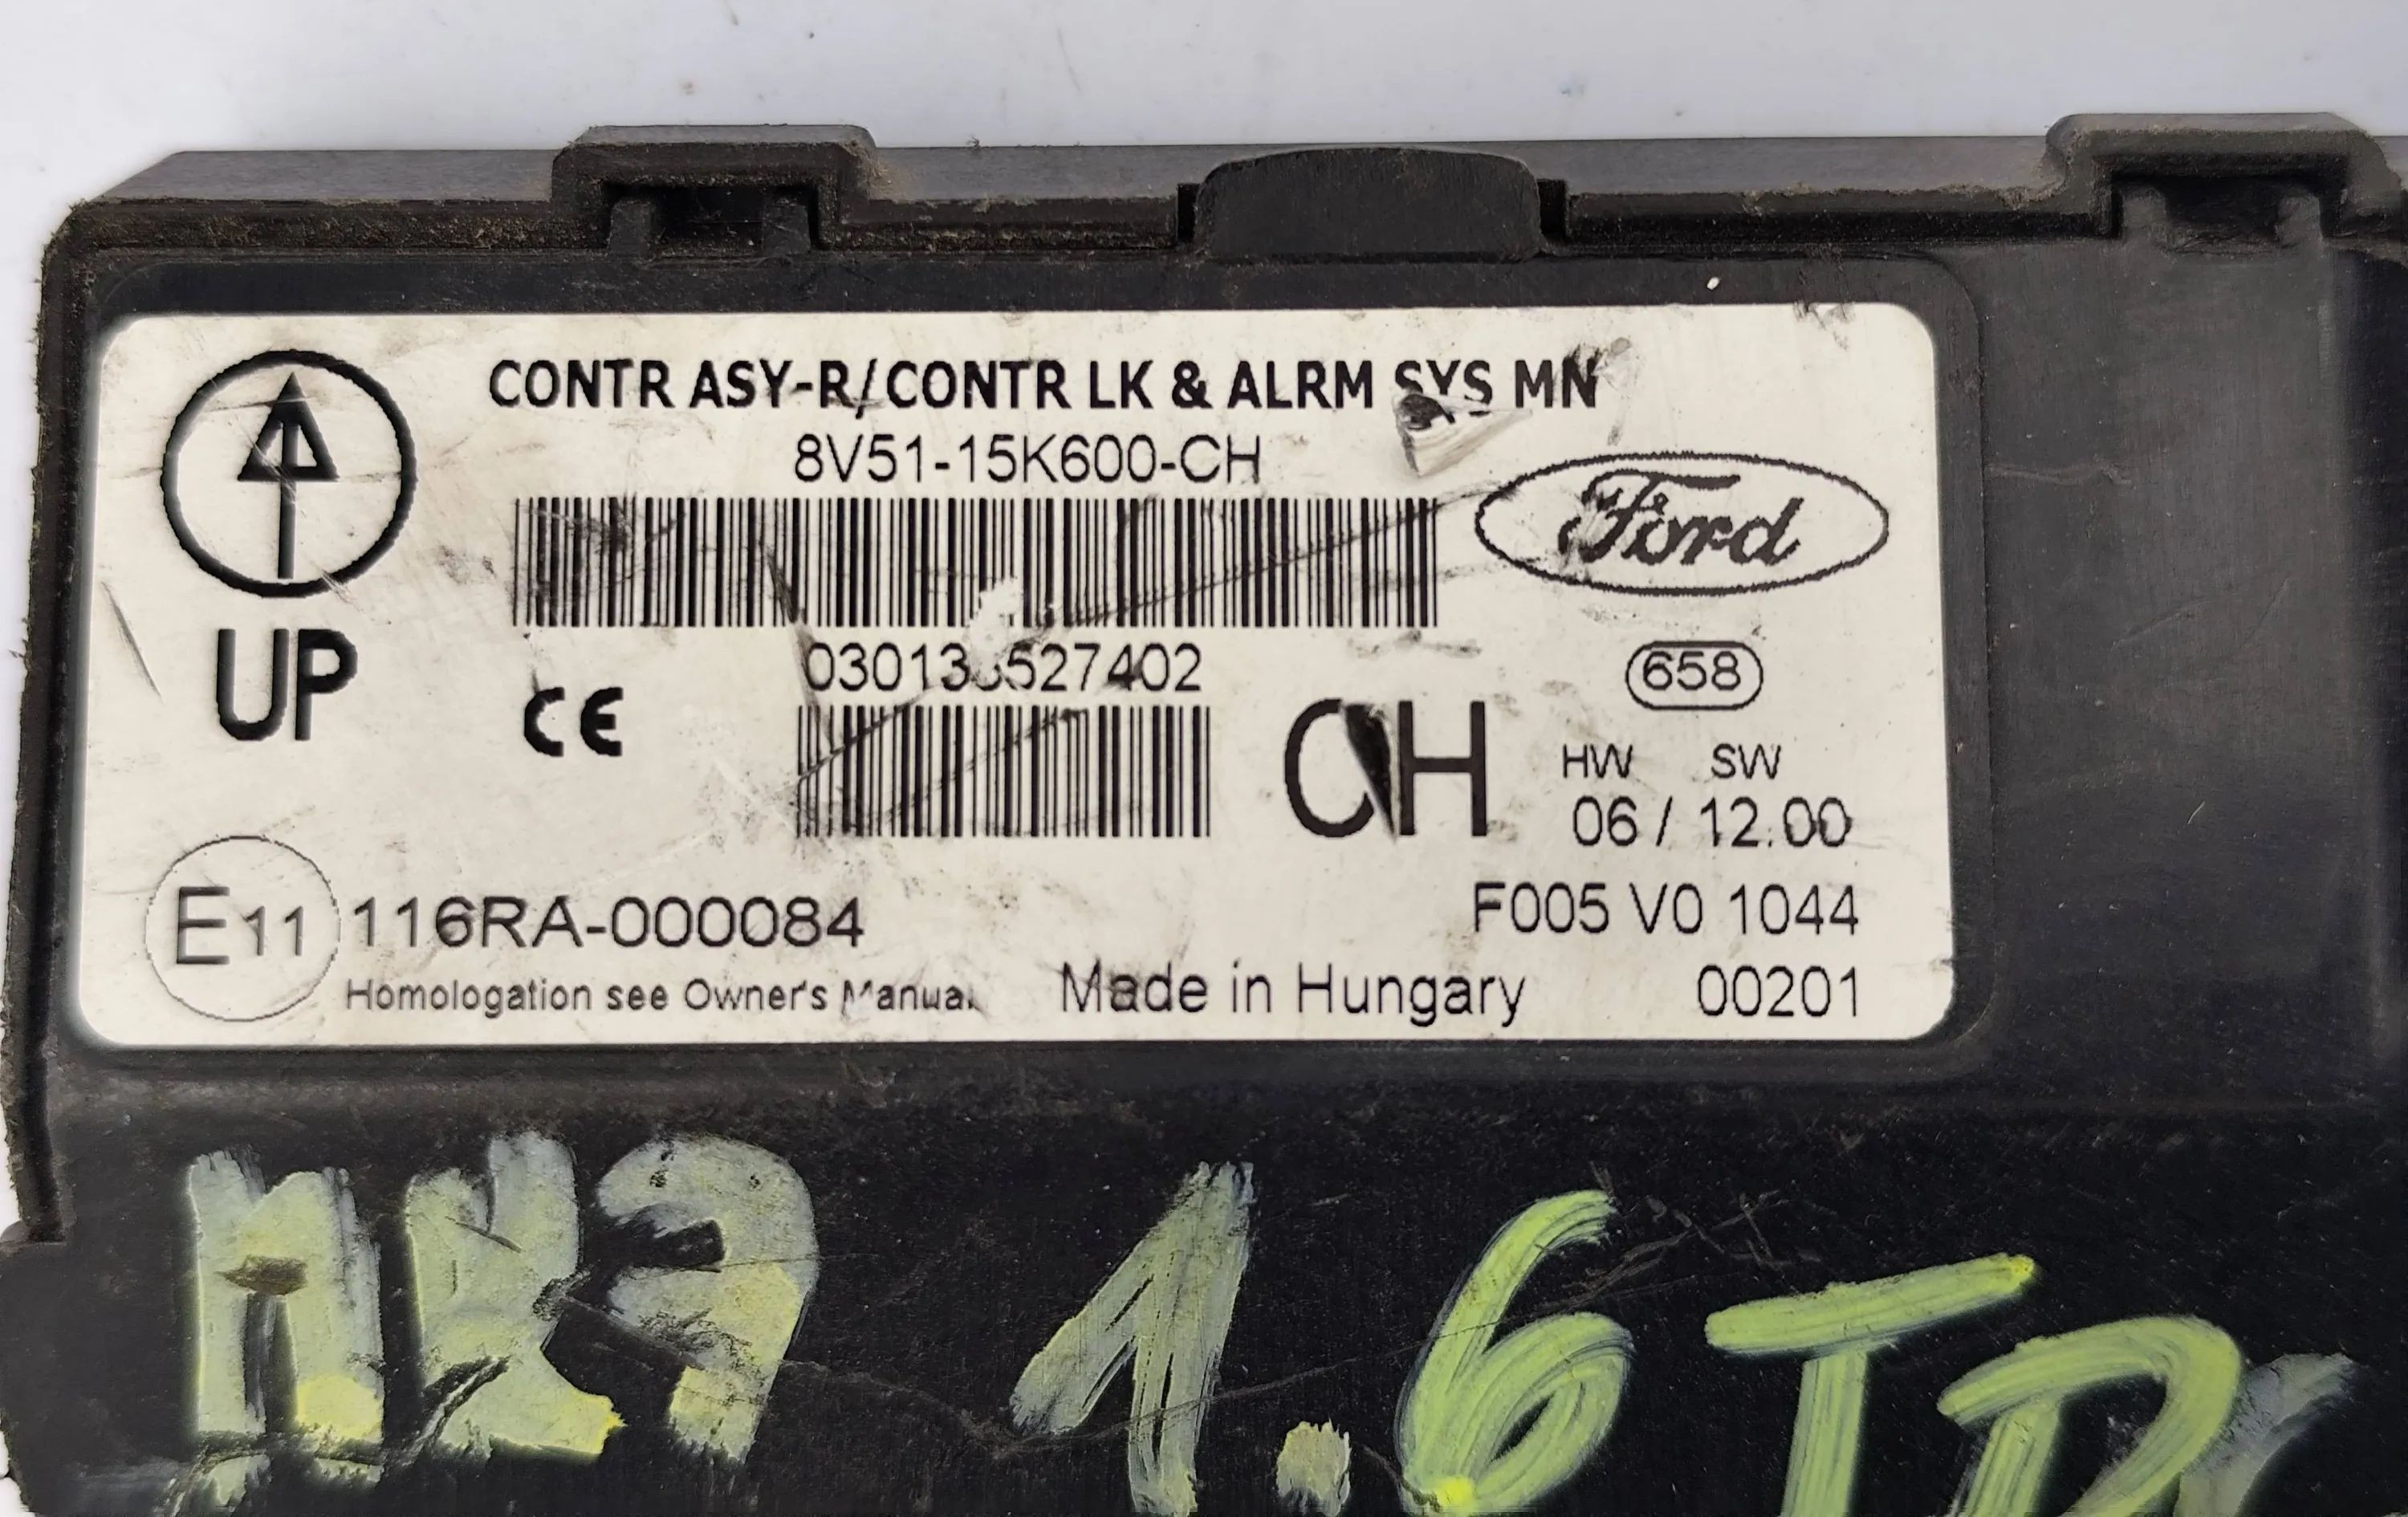 CONTR ASY-R/CONTR LK & ALRM SYS MN
8V51-15K600-CH
Ford
UP
CE
658
CH
HW SW
06 / 12.00
E11 116RA-000084
F005 V0 1044
Homologation see Owner's Manual
Made in Hungary
00201
1.6 TD